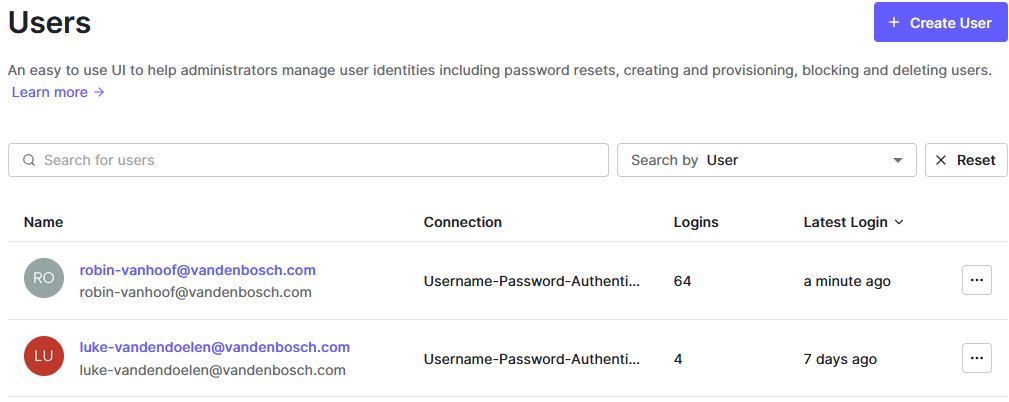 Users
+ Create User
An easy to use UI to help administrators manage user identities including password resets, creating and provisioning, blocking and deleting users.
Learn more →
Search for users
Search by User
Reset
Name Connection Logins Latest Login
RO
robin-vanhoof@vandenbosch.com
robin-vanhoof@vandenbosch.com
Username-Password-Authenti...
64
a minute ago
LU
luke-vandendoelen@vandenbosch.com
luke-vandendoelen@vandenbosch.com
Username-Password-Authenti...
4
7 days ago